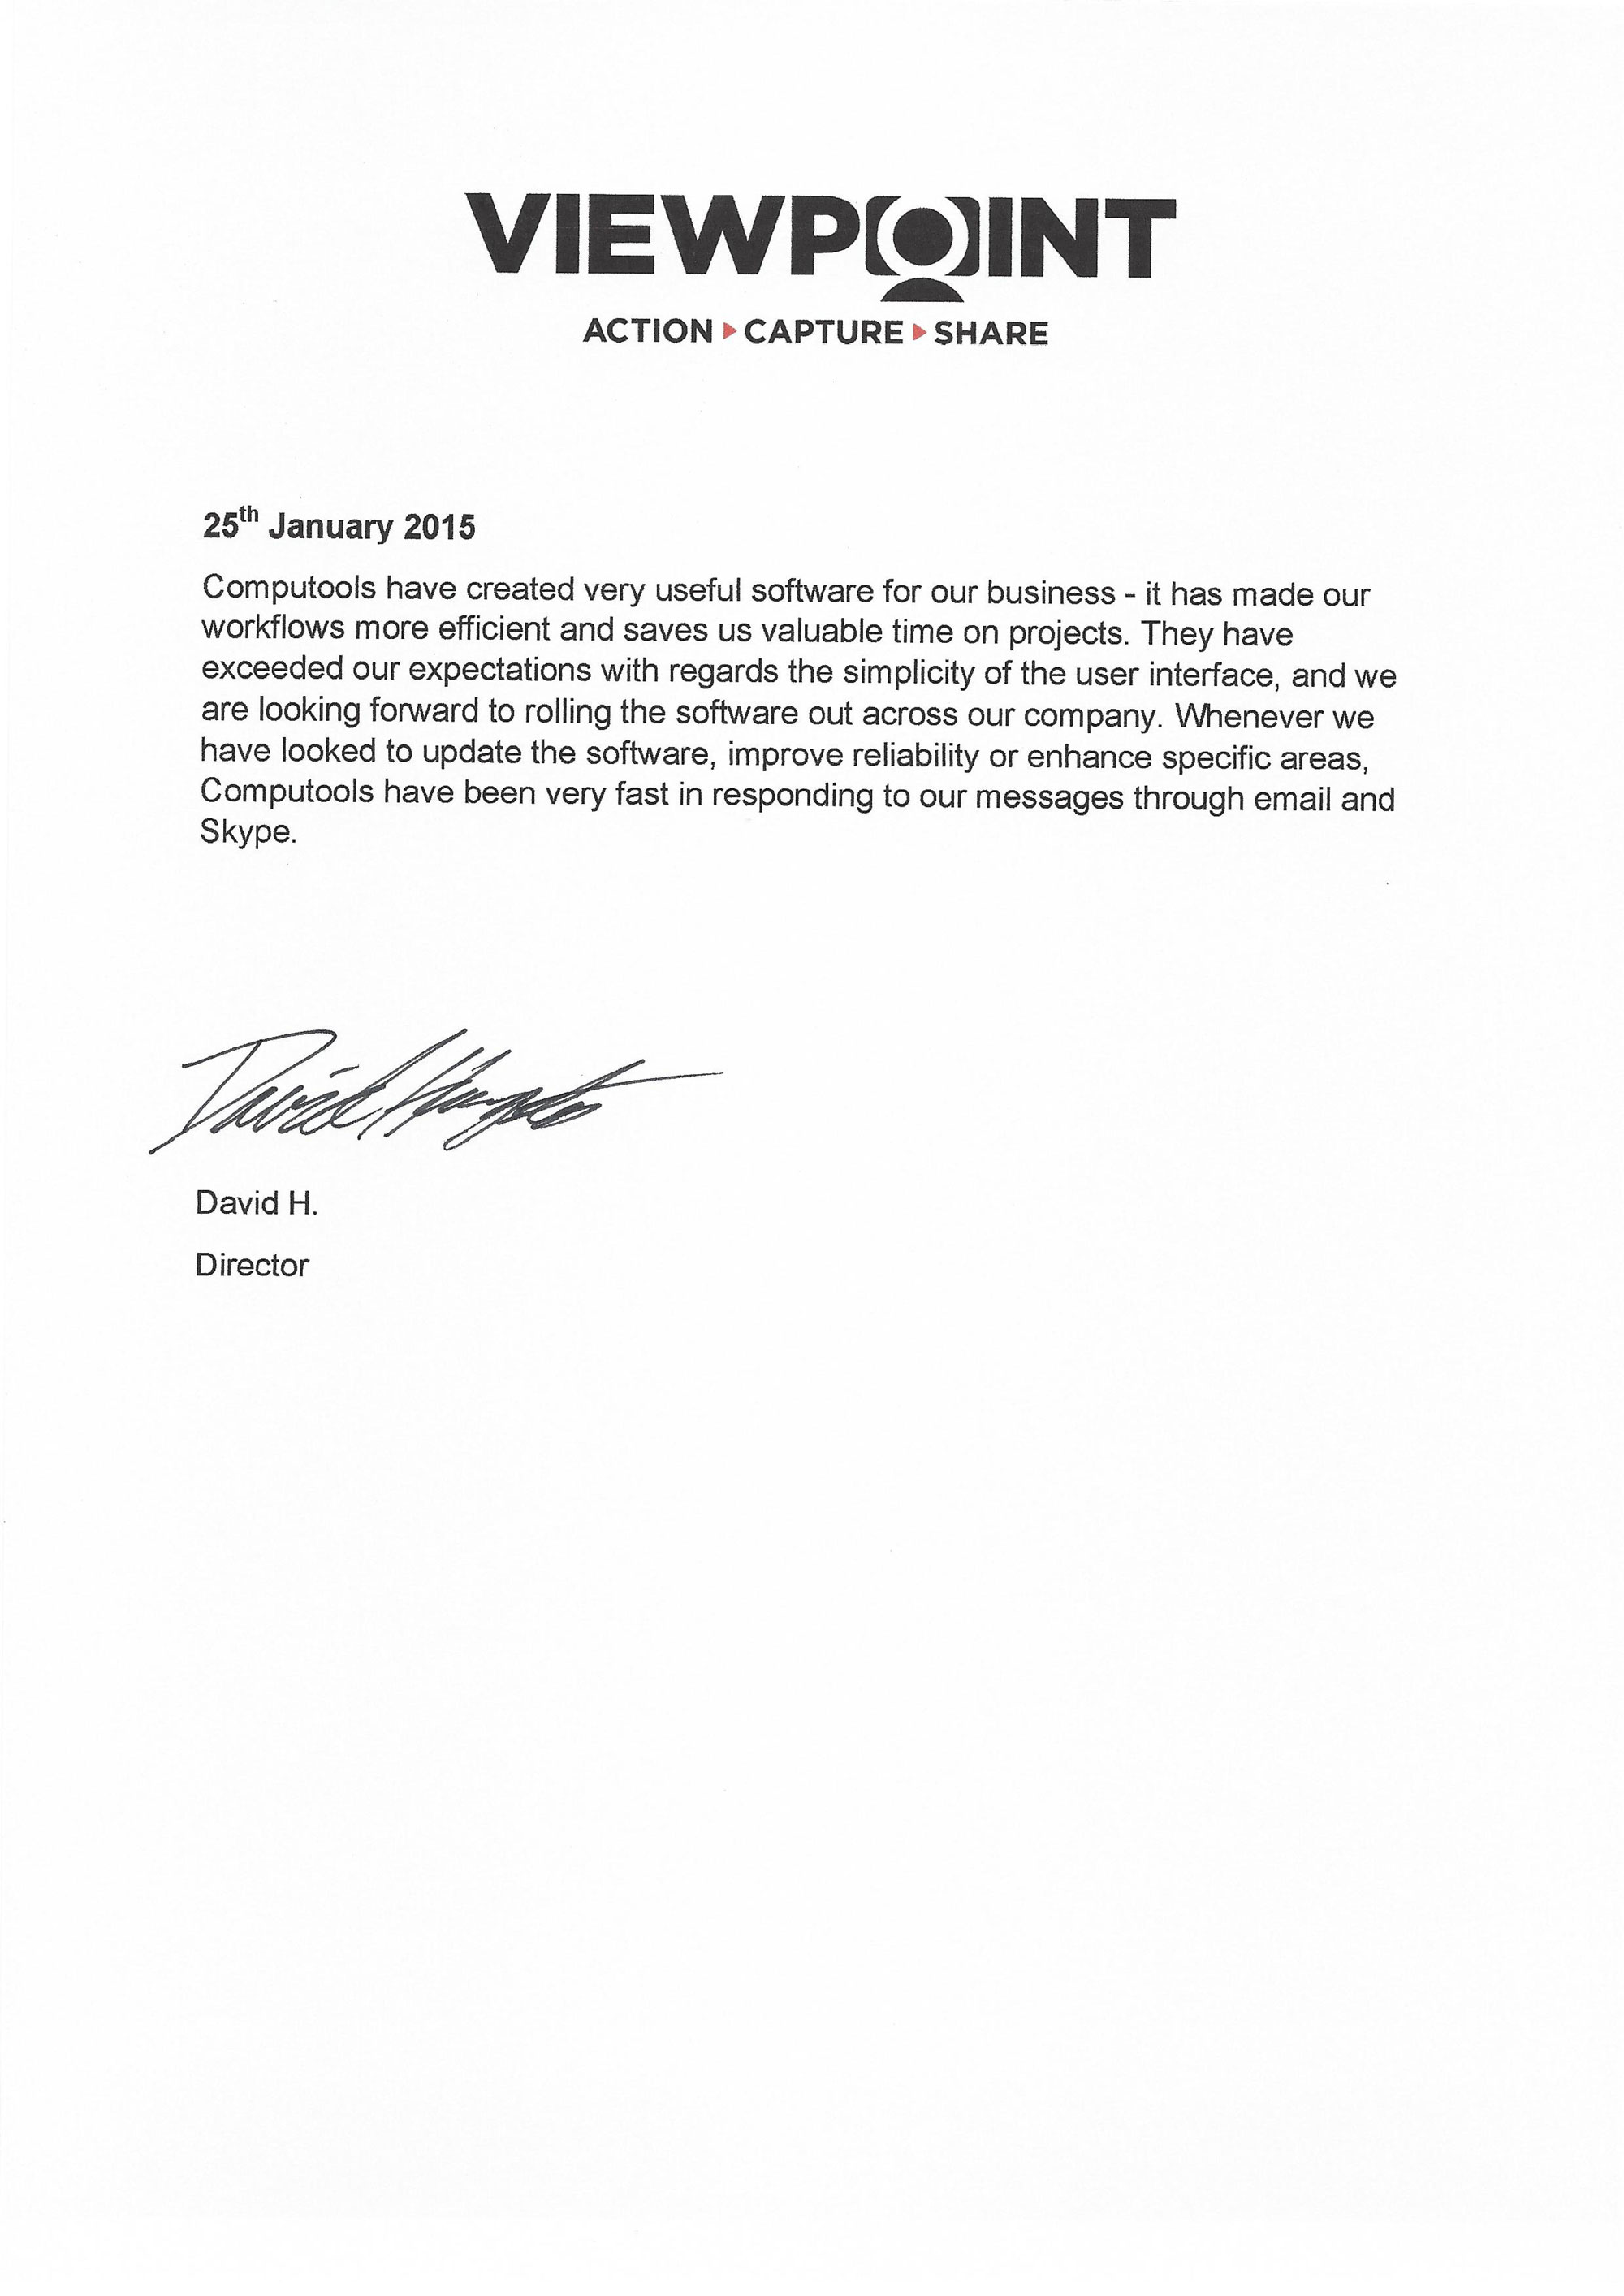 VIEWPOINT
ACTION ▸ CAPTURE ▸ SHARE
25th January 2015
Computools have created very useful software for our business - it has made our
workflows more efficient and saves us valuable time on projects. They have
exceeded our expectations with regards the simplicity of the user interface, and we
are looking forward to rolling the software out across our company. Whenever we
have looked to update the software, improve reliability or enhance specific areas,
Computools have been very fast in responding to our messages through email and
Skype.
David
David H.
Director